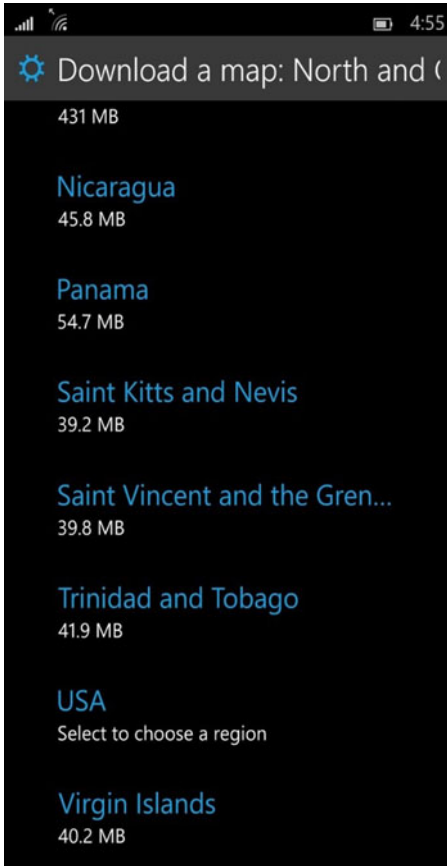 4:55
Download a map: North and
431 MB
Nicaragua
45.8 MB
Panama
54.7 MB
Saint Kitts and Nevis
39.2 MB
Saint Vincent and the Gren...
39.8 MB
Trinidad and Tobago
41.9 MB
USA
Select to choose a region
Virgin Islands
40.2 MB